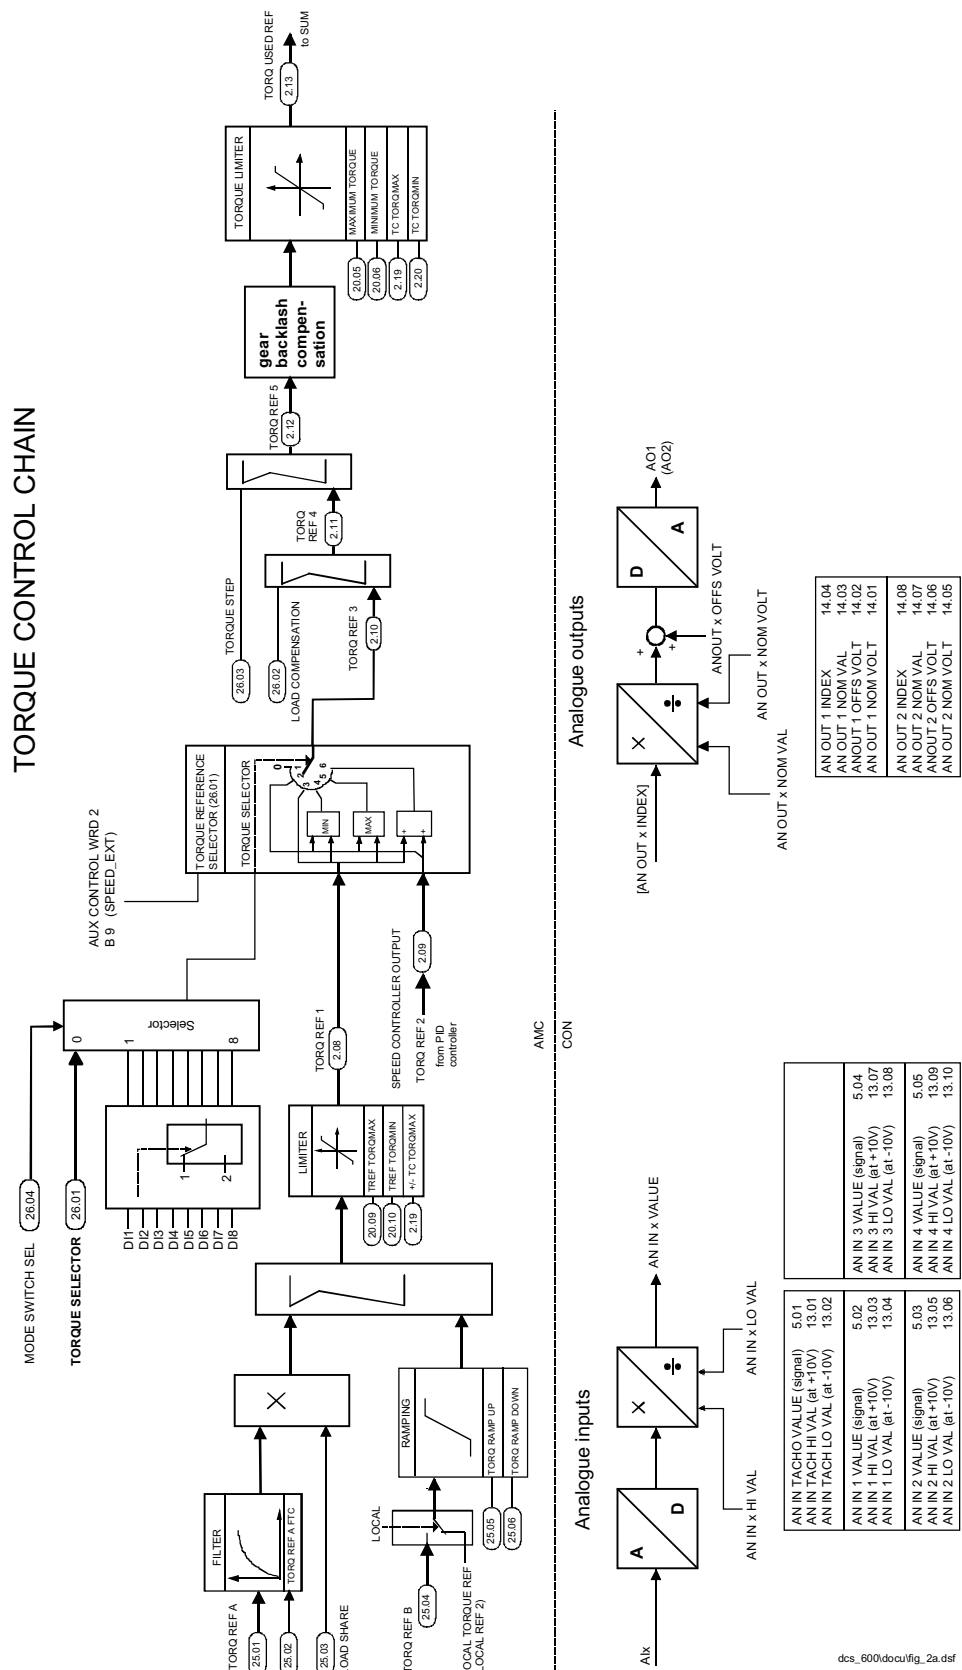 TORQUE CONTROL CHAIN
TORQ REF A
25.01
25.02
25.03
LOAD SHARE
FILTER
TORQ REF A FTC
X
TORQ REF B
25.04
LOCAL
LOCAL TORQUE REF
(LOCAL REF 2)
RAMPING
TORQ RAMP UP
TORQ RAMP DOWN
25.05
25.06
LIMITER
TREF TORQMAX
TREF TORQMIN
+/- TC TORQMAX
20.09
20.10
2.19
MODE SWITCH SEL
26.04
TORQUE SELECTOR
26.01
DI1
DI2
DI3
DI4
DI5
DI6
DI7
DI8
1
2
0
1
8
Selector
TORQ REF 1
2.08
SPEED CONTROLLER OUTPUT
2.09
TORQ REF 2
from PID
controller
AUX CONTROL WRD 2
B 9 (SPEED_EXT)
TORQUE REFERENCE
SELECTOR (26.01)
TORQUE SELECTOR
0
1
2
3
4
5
6
MIN
MAX
+
+
TORQ REF 3
2.10
26.02
LOAD COMPENSATION
TORQUE STEP
26.03
TORQ
REF 4
2.11
TORQ REF 5
2.12
gear
backlash
compen-
sation
TORQUE LIMITER
MAXIMUM TORQUE
MINIMUM TORQUE
TC TORQMAX
TC TORQMIN
20.05
20.06
2.19
2.20
TORQ USED REF
2.13
to SUM
AMC
CON
Analogue inputs
AIx
A
D
X
÷
AN IN x VALUE
AN IN x HI VAL
AN IN x LO VAL
AN IN TACHO VALUE (signal) 5.01
AN IN TACH HI VAL (at +10V) 13.01
AN IN TACH LO VAL (at -10V) 13.02
AN IN 1 VALUE (signal) 5.02
AN IN 1 HI VAL (at +10V) 13.03
AN IN 1 LO VAL (at -10V) 13.04
AN IN 2 VALUE (signal) 5.03
AN IN 2 HI VAL (at +10V) 13.05
AN IN 2 LO VAL (at -10V) 13.06
AN IN 3 VALUE (signal) 5.04
AN IN 3 HI VAL (at +10V) 13.07
AN IN 3 LO VAL (at -10V) 13.08
AN IN 4 VALUE (signal) 5.05
AN IN 4 HI VAL (at +10V) 13.09
AN IN 4 LO VAL (at -10V) 13.10
Analogue outputs
[AN OUT x INDEX]
X
÷
+
+
D
A
AO1
(AO2)
ANOUT x OFFS VOLT
AN OUT x NOM VOLT
AN OUT x NOM VAL
AN OUT 1 INDEX 14.04
AN OUT 1 NOM VAL 14.03
ANOUT 1 OFFS VOLT 14.02
AN OUT 1 NOM VOLT 14.01
AN OUT 2 INDEX 14.08
AN OUT 2 NOM VAL 14.07
ANOUT 2 OFFS VOLT 14.06
AN OUT 2 NOM VOLT 14.05
dcs_600\docu\fig_2a.dsf